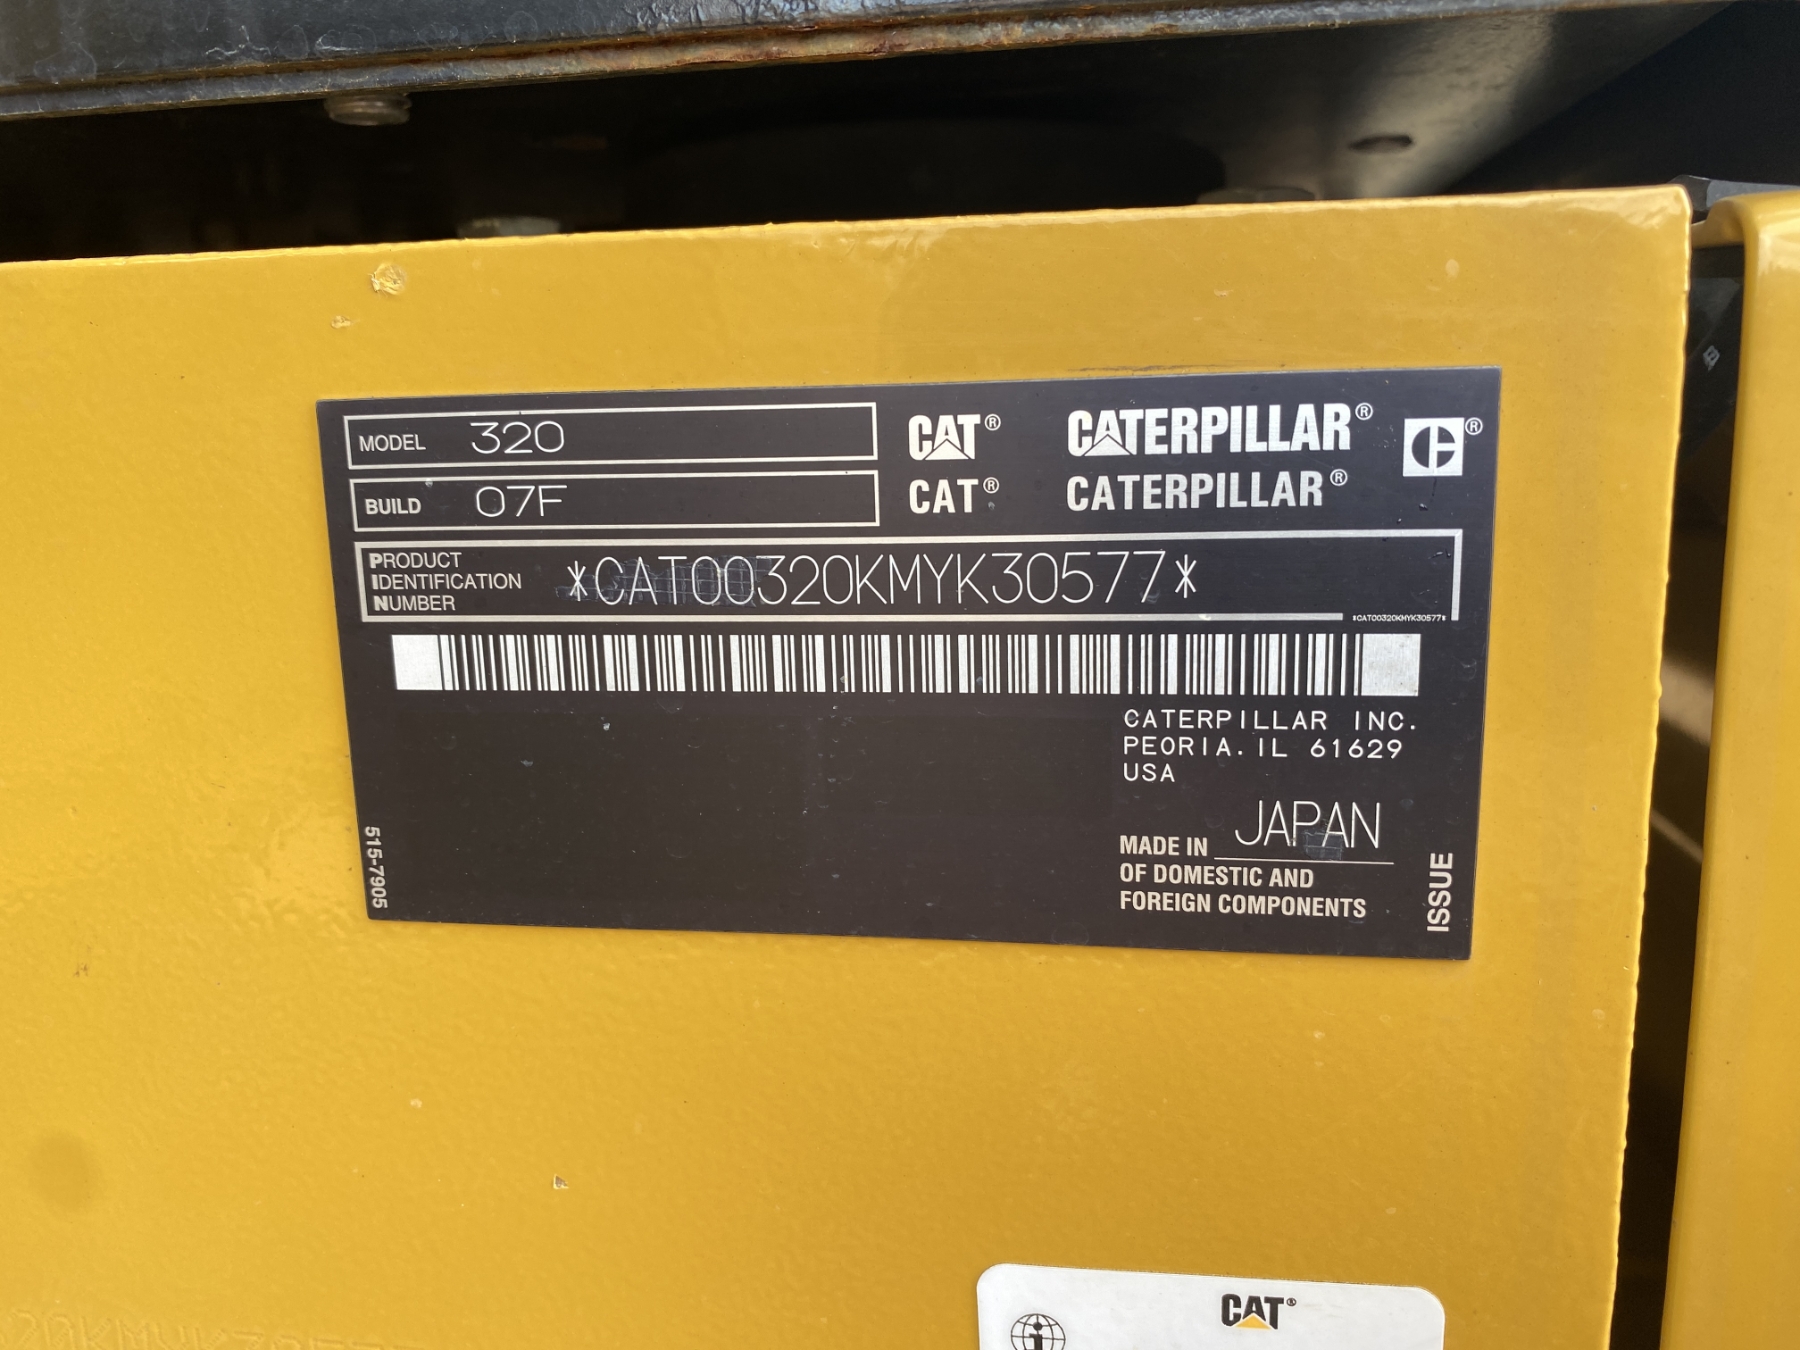 MODEL 320
CAT® CATERPILLAR®
BUILD 07F
CAT® CATERPILLAR®
PRODUCT
IDENTIFICATION
NUMBER
*CAT00320KMYK30577*
*CAT00320KMYK30577*
CATERPILLAR INC.
PEORIA. IL 61629
USA
MADE IN JAPAN
OF DOMESTIC AND
FOREIGN COMPONENTS
515-7905
ISSUE
CAT®